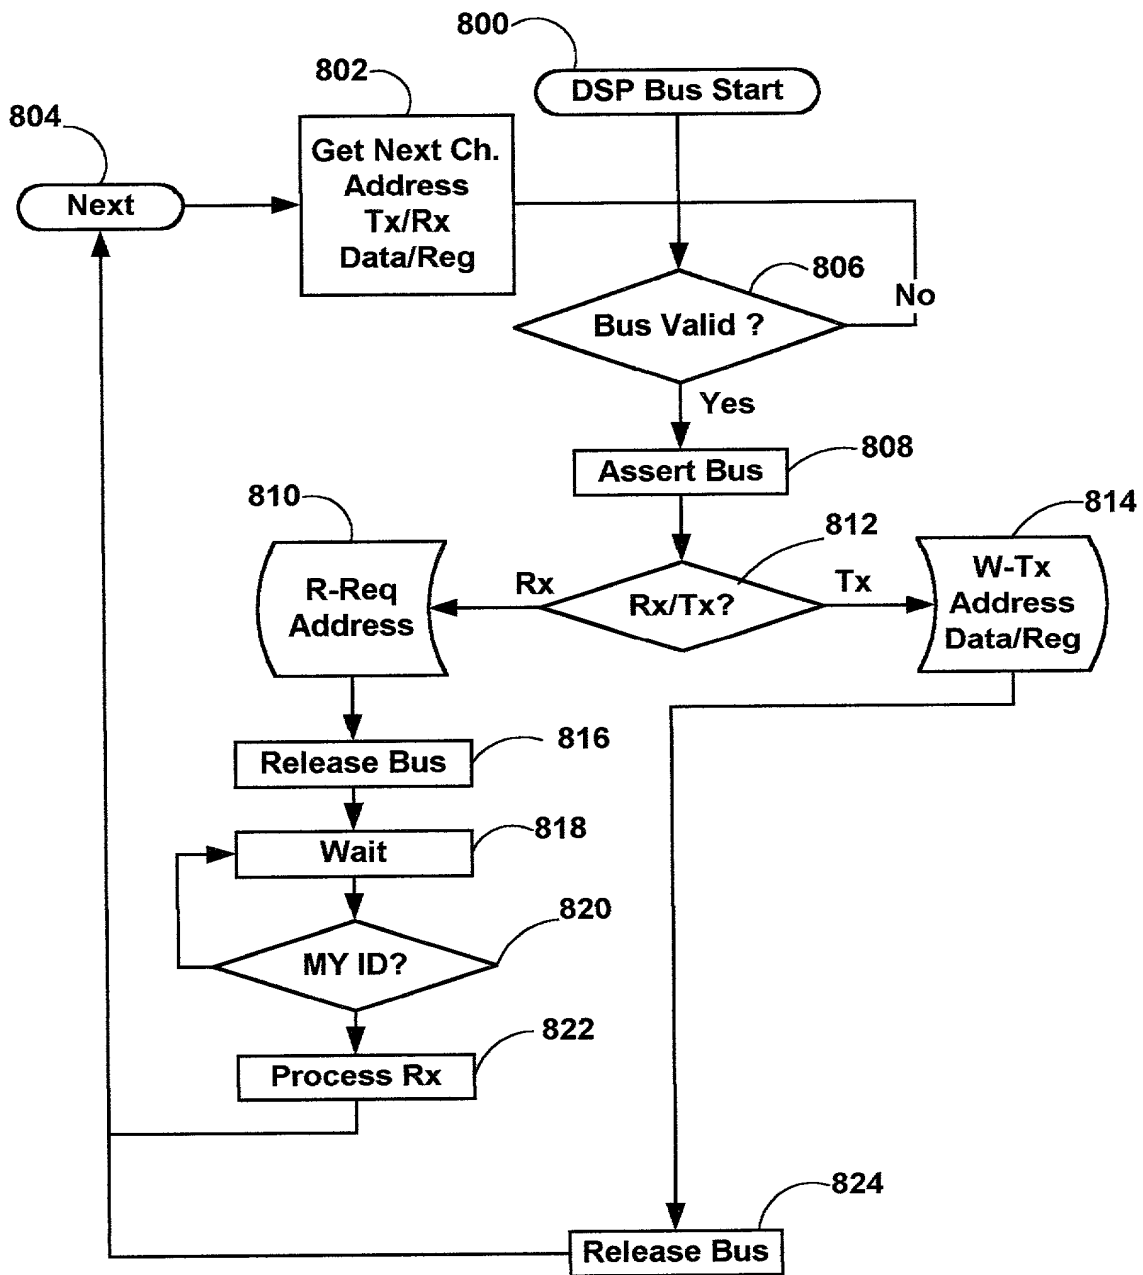 800
DSP Bus Start
802
Get Next Ch.
Address
Tx/Rx
Data/Reg
804
Next
806
Bus Valid ?
No
Yes
808
Assert Bus
810
R-Req
Address
Rx
812
Rx/Tx?
Tx
814
W-Tx
Address
Data/Reg
816
Release Bus
818
Wait
820
MY ID?
822
Process Rx
824
Release Bus